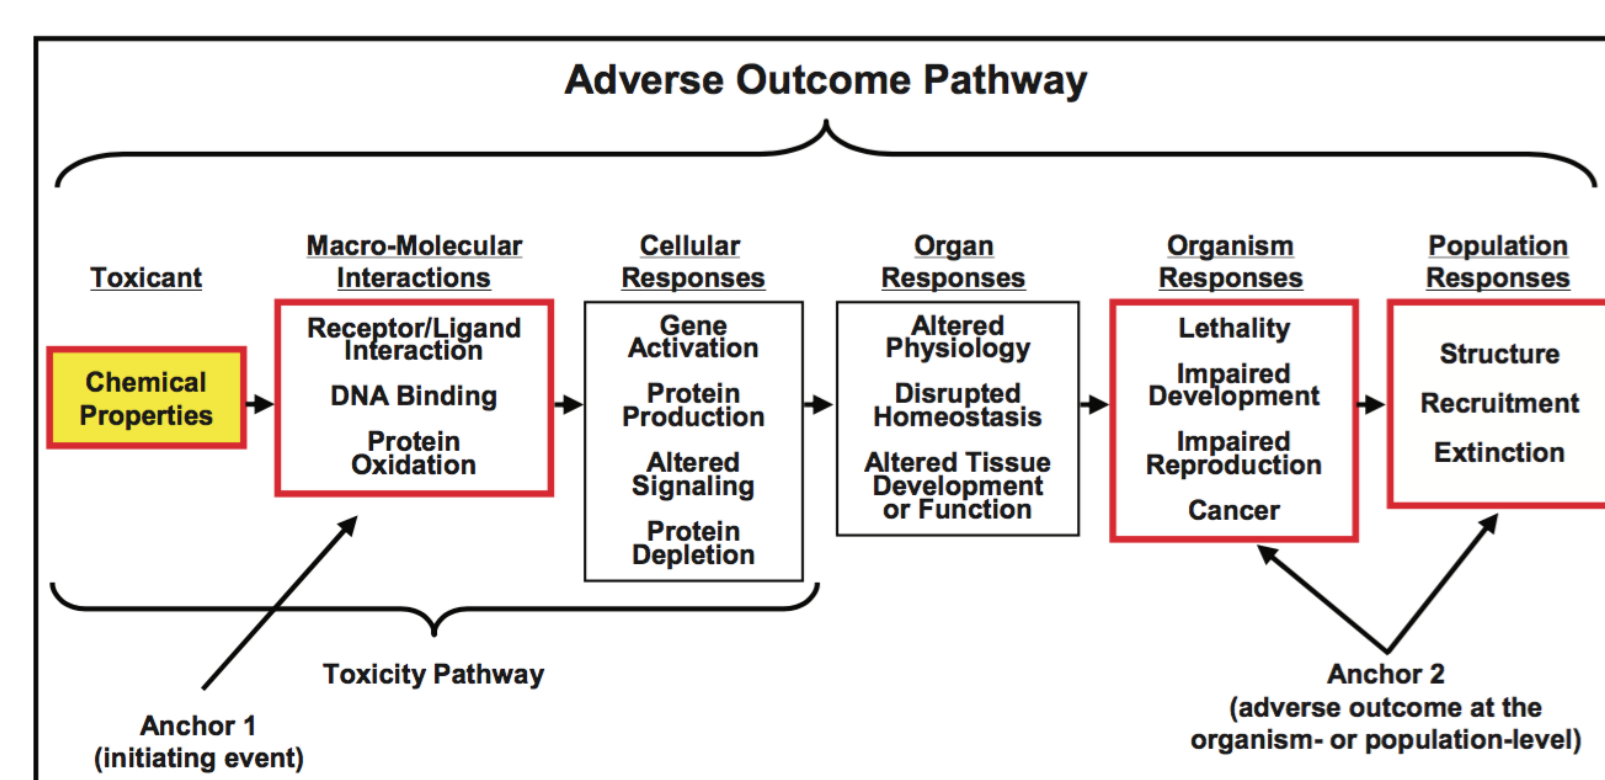 Adverse Outcome Pathway
Toxicant
Chemical
Properties
Macro-Molecular
Interactions
Receptor/Ligand
Interaction
DNA Binding
Protein
Oxidation
Cellular
Responses
Gene
Activation
Protein
Production
Altered
Signaling
Protein
Depletion
Organ
Responses
Altered
Physiology
Disrupted
Homeostasis
Altered Tissue
Development
or Function
Organism
Responses
Lethality
Impaired
Development
Impaired
Reproduction
Cancer
Population
Responses
Structure
Recruitment
Extinction
Toxicity Pathway
Anchor 1
(initiating event)
Anchor 2
(adverse outcome at the
organism- or population-level)